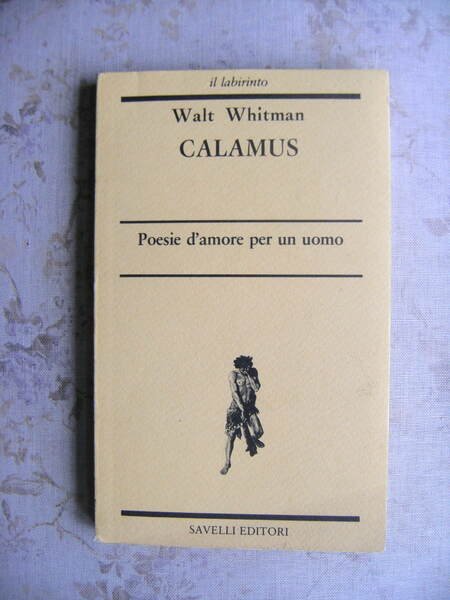 il labirinto
Walt Whitman
CALAMUS
Poesie d'amore per un uomo
SAVELLI EDITORI